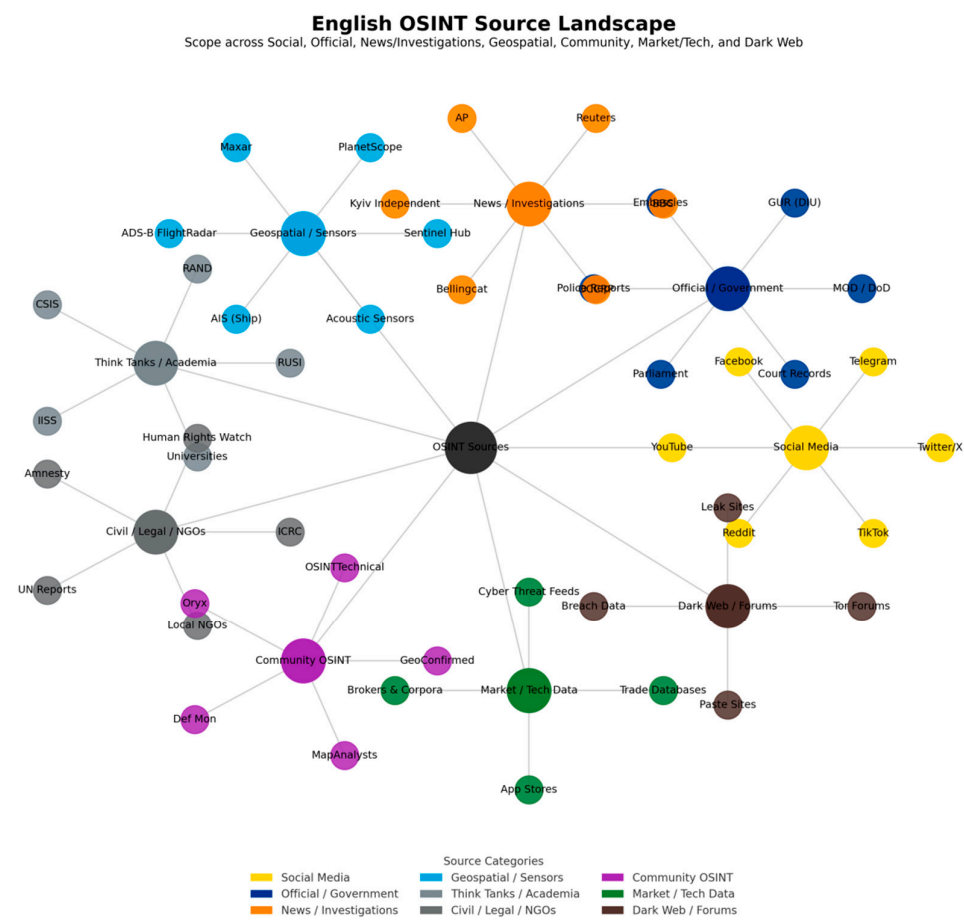 English OSINT Source Landscape
Scope across Social, Official, News/Investigations, Geospatial, Community, Market/Tech, and Dark Web
AP
Reuters
Maxar
PlanetScope
Kyiv Independent
News / Investigations
Embassies
BBC
GUR (DIU)
ADS-B FlightRadar
Geospatial / Sensors
Sentinel Hub
RAND
Bellingcat
Police Reports
Official / Government
MOD / DoD
CSIS
AIS (Ship)
Acoustic Sensors
Think Tanks / Academia
RUSI
Facebook
Telegram
Parliament
Court Records
IISS
Human Rights Watch
Universities
OSINT Sources
YouTube
Social Media
Twitter/X
Amnesty
Leak Sites
Civil / Legal / NGOs
ICRC
Reddit
TikTok
OSINTTechnical
UN Reports
Cyber Threat Feeds
Oryx
Breach Data
Dark Web / Forums
Tor Forums
Local NGOs
Community OSINT
GeoConfirmed
Brokers & Corpora
Market / Tech Data
Trade Databases
Paste Sites
Def Mon
MapAnalysts
App Stores
Source Categories
Social Media
Geospatial / Sensors
Community OSINT
Official / Government
Think Tanks / Academia
Market / Tech Data
News / Investigations
Civil / Legal / NGOs
Dark Web / Forums